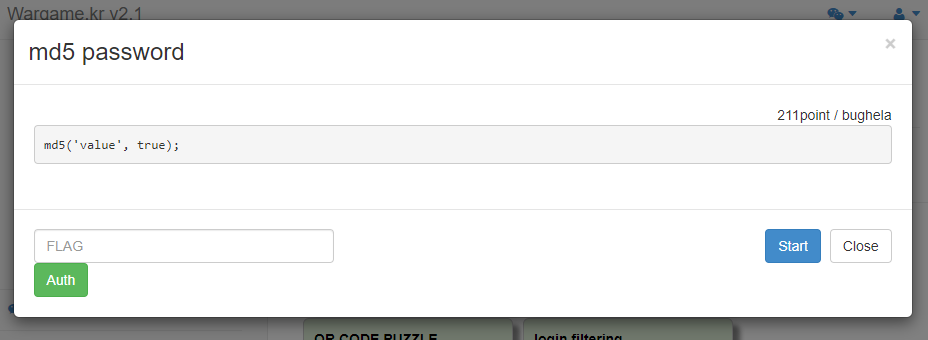 Wargame.kr v2.1
md5 password
×
211point / bughela
md5('value', true);
FLAG
Start
Close
Auth
QR CODE PUZZLE
login filtering